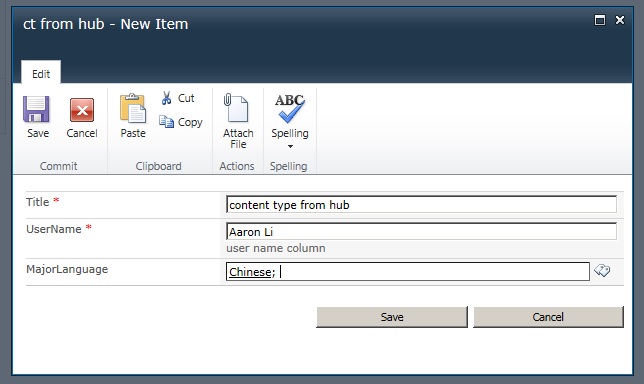 ct from hub - New Item
Edit
Save
Cancel
Paste
Cut
Copy
Attach File
ABC
Spelling
Commit
Clipboard
Actions
Spelling
Title *
content type from hub
UserName *
Aaron Li
user name column
MajorLanguage
Chinese;
Save
Cancel